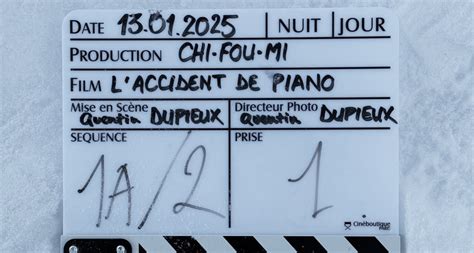 DATE 13.01.2025 NUIT JOUR
PRODUCTION CHI-FOU-MI
FILM L'ACCIDENT DE PIANO
Mise en Scène Quentin DUPIEUX
Directeur Photo Quentin DUPIEUX
SEQUENCE
1A/2
PRISE
1
Cinéboutique
PARIS